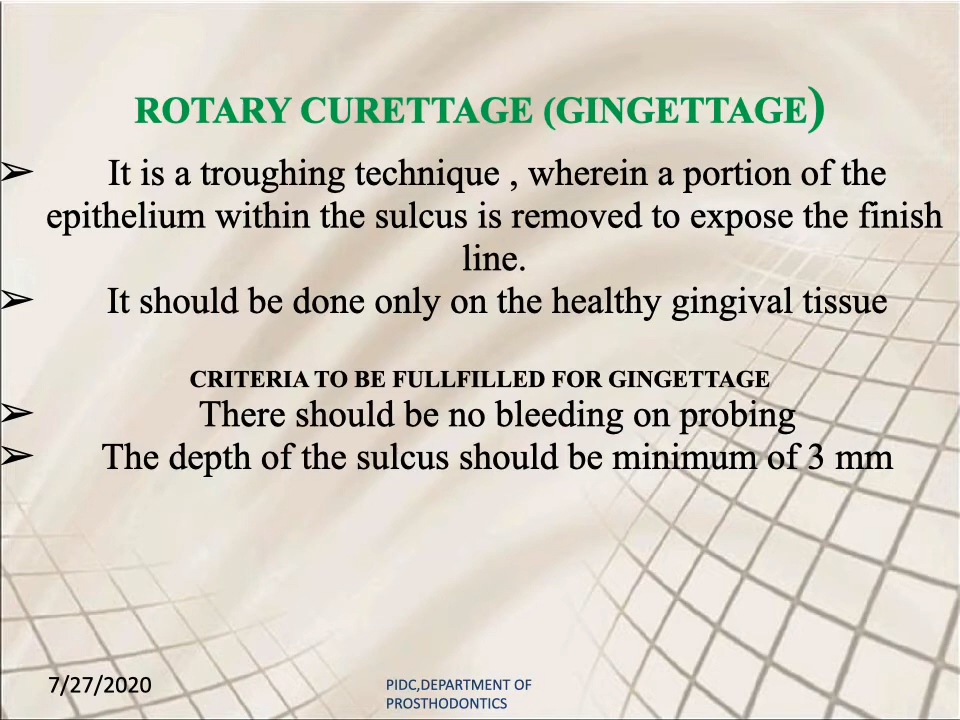 ROTARY CURETTAGE (GINGETTAGE)
➢ It is a troughing technique , wherein a portion of the
epithelium within the sulcus is removed to expose the finish
line.
➢ It should be done only on the healthy gingival tissue
CRITERIA TO BE FULLFILLED FOR GINGETTAGE
➢ There should be no bleeding on probing
➢ The depth of the sulcus should be minimum of 3 mm
7/27/2020
PIDC,DEPARTMENT OF
PROSTHODONTICS